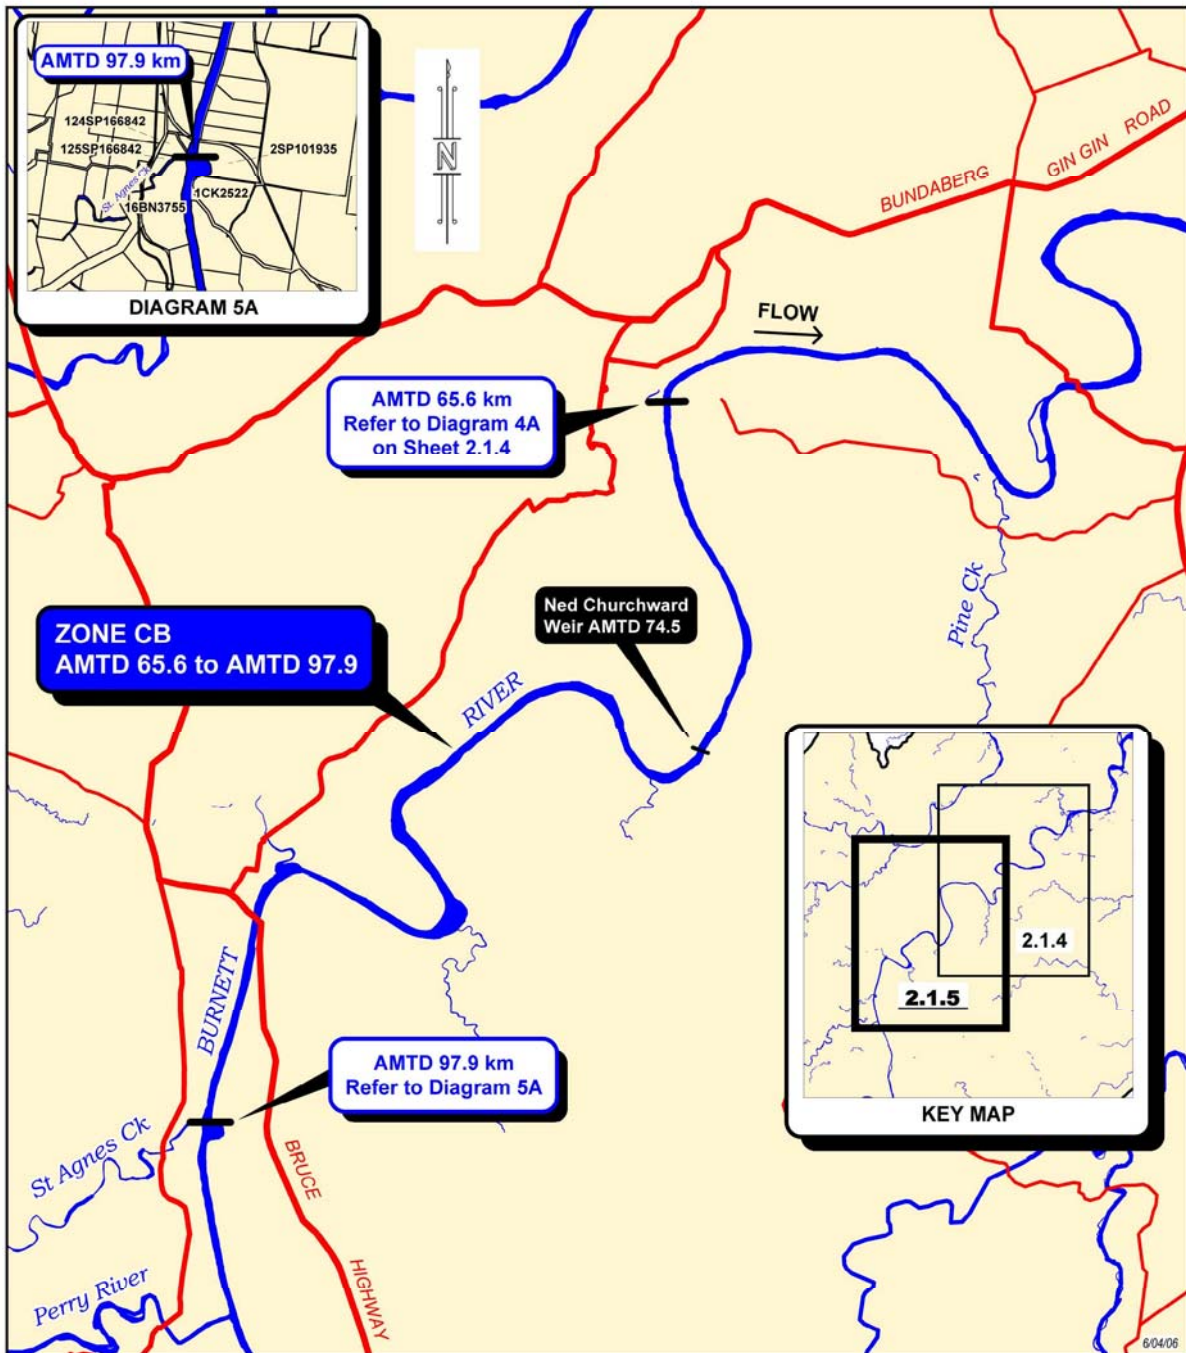 AMTD 97.9 km
124SP166842
125SP166842
2SP101935
St. Agnes Ck
1CK2522
16BN3755
DIAGRAM 5A
N
BUNDABERG
GIN GIN ROAD
FLOW
AMTD 65.6 km
Refer to Diagram 4A
on Sheet 2.1.4
Pine Ck
Ned Churchward
Weir AMTD 74.5
ZONE CB
AMTD 65.6 to AMTD 97.9
RIVER
BURNETT
2.1.4
2.1.5
KEY MAP
AMTD 97.9 km
Refer to Diagram 5A
St Agnes Ck
BRUCE
HIGHWAY
Perry River
6/04/06